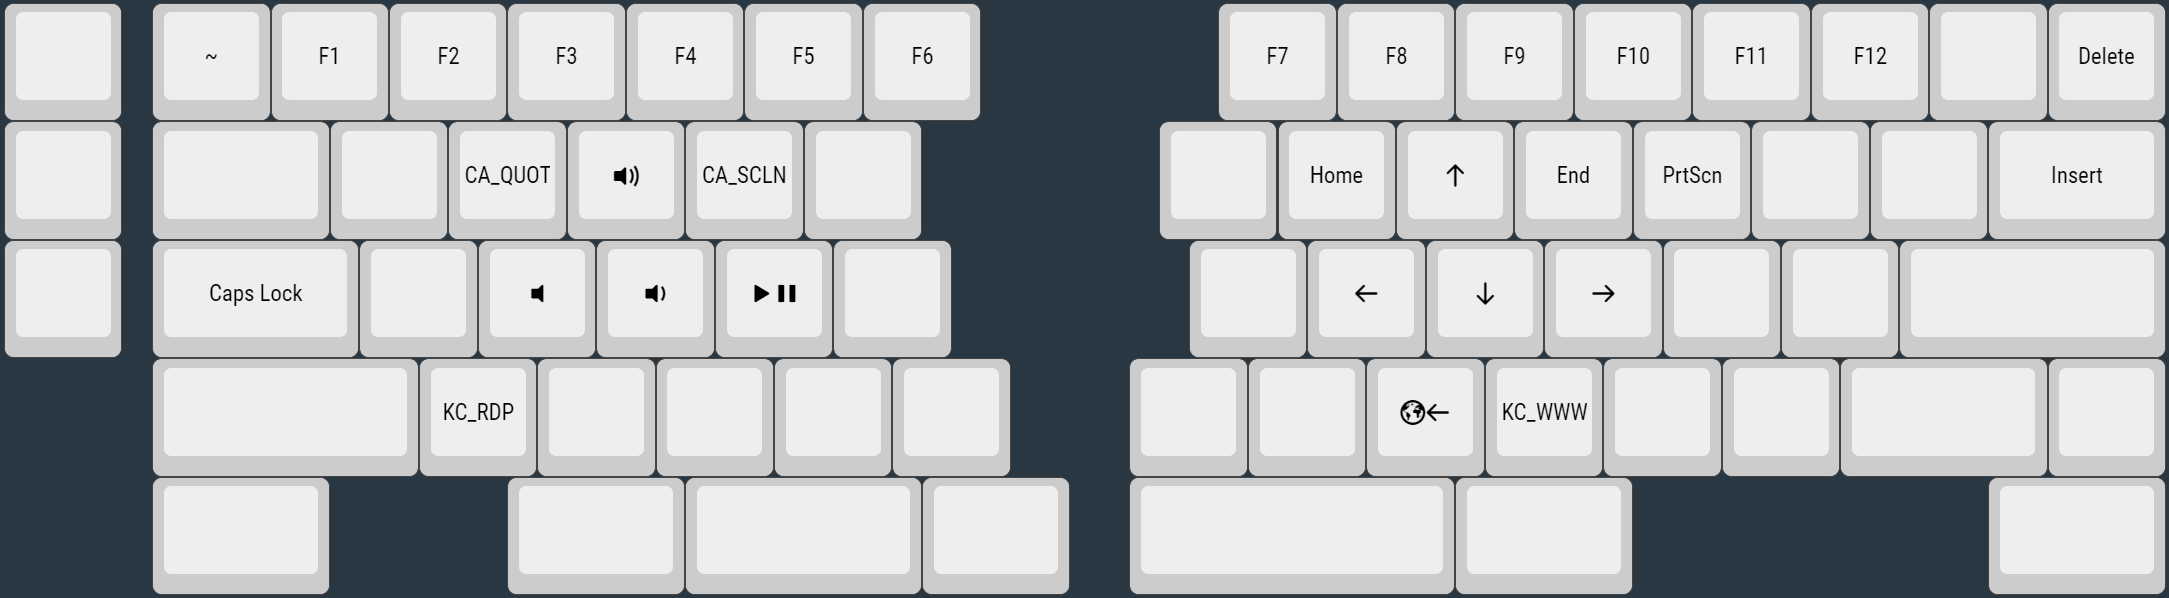 ~ F1 F2 F3 F4 F5 F6 F7 F8 F9 F10 F11 F12 Delete
CA_QUOT CA_SCLN Home ↑ End PrtScn Insert
Caps Lock ← ↓ →
KC_RDP ← KC_WWW